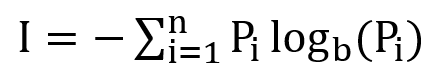 I = −∑ⁿᵢ₌₁ Pᵢ log_b(Pᵢ)